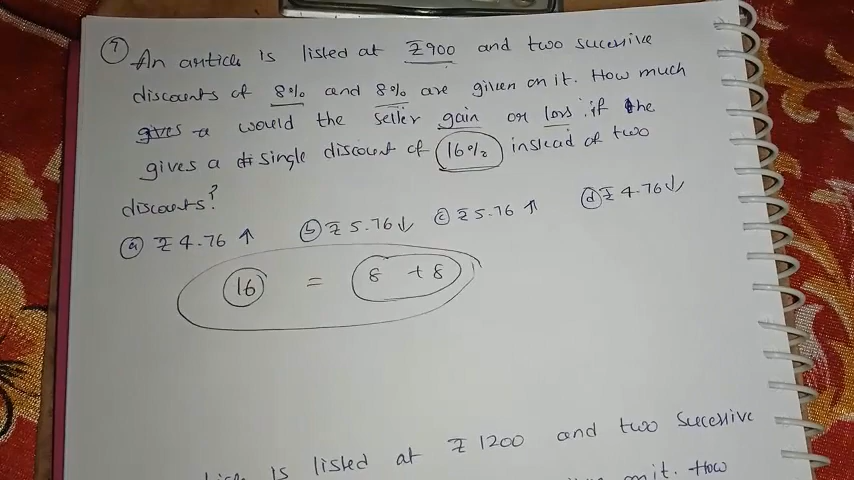 7 An article is listed at ₹900 and two sucessive
discounts of 8% and 8% are given on it. How much
gives a would the seller gain or loss if the
gives a single discount of 16% instead of two
discounts?
a ₹4.76 ↑ b ₹5.76 ↓ c ₹5.76 ↑ d ₹4.76 ↓
16 = 8 + 8
is listed at ₹1200 and two sucessive
on it. How